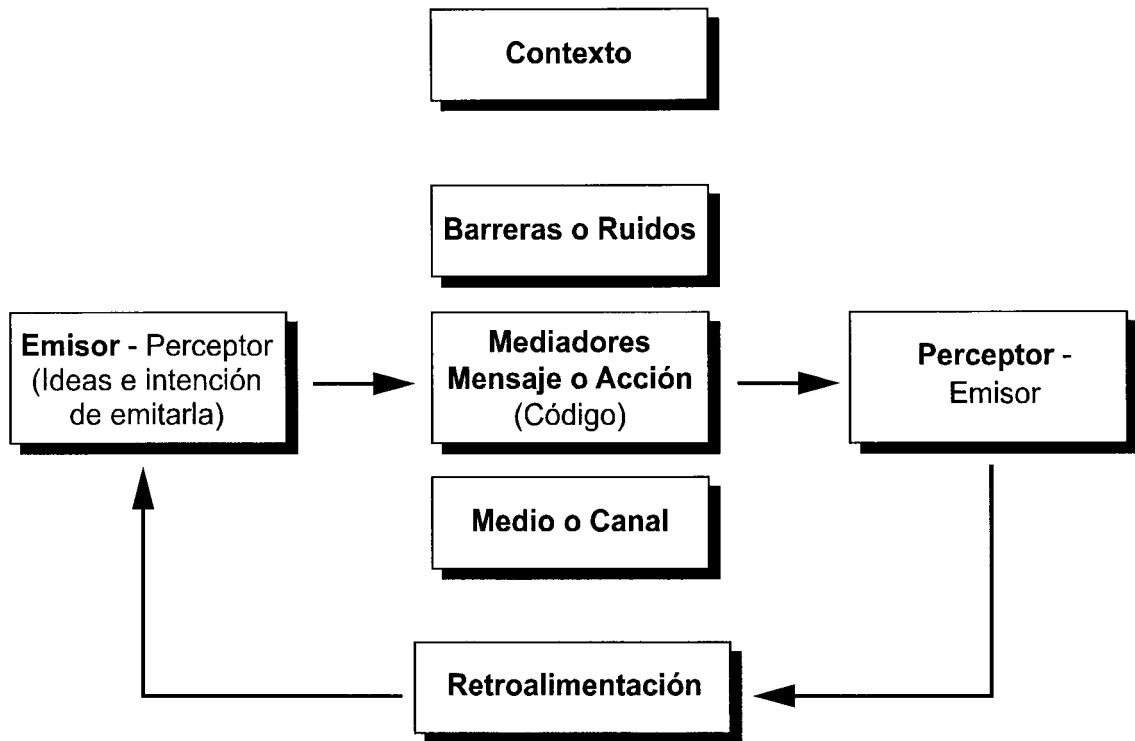 Contexto
Barreras o Ruidos
Emisor - Perceptor
(Ideas e intención
de emitarla)
Mediadores
Mensaje o Acción
(Código)
Perceptor -
Emisor
Medio o Canal
Retroalimentación